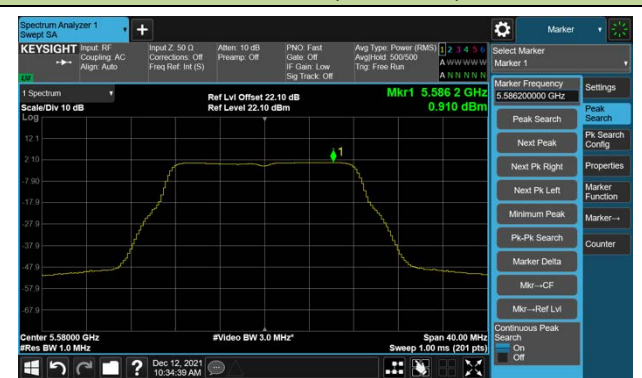 Spectrum Analyzer 1
Swept SA
+
Marker
KEYSIGHT Input: RF Input Z: 50 Ω Atten: 10 dB PNO: Fast Avg Type: Power (RMS) 1 2 3 4 5 6
Coupling: AC Corrections: Off Preamp: Off Gate: Off Avg|Hold: 500/500 A W W W W W
Align: Auto Freq Ref: Int (S) IF Gain: Low Trig: Free Run
LM Sig Track: Off A N N N N N
Select Marker
Marker 1
1 Spectrum
Scale/Div 10 dB
Log
Ref Lvl Offset 22.10 dB
Ref Level 22.10 dBm
Mkr1 5.586 2 GHz
0.910 dBm
12.1
2.10
-7.90
-17.9
-27.9
-37.9
-47.9
-57.9
-67.9
1
Center 5.58000 GHz #Video BW 3.0 MHz* Span 40.00 MHz
#Res BW 1.0 MHz Sweep 1.00 ms (201 pts)
Marker Frequency
5.586200000 GHz
Peak Search
Next Peak
Next Pk Right
Next Pk Left
Minimum Peak
Pk-Pk Search
Marker Delta
Mkr→CF
Mkr→Ref Lvl
Continuous Peak
Search
On
Off
Settings
Peak
Search
Pk Search
Config
Properties
Marker
Function
Marker→
Counter
?
Dec 12, 2021
10:34:39 AM